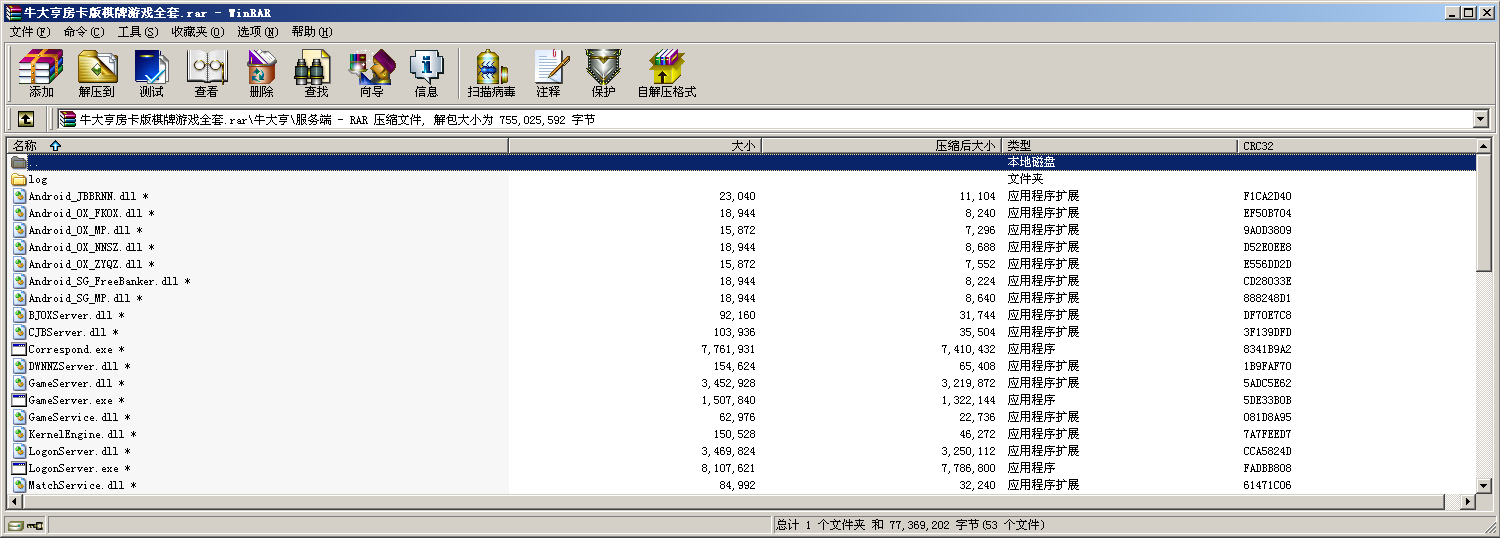 牛大亨房卡版棋牌游戏全套.rar - WinRAR
文件(F) 命令(C) 工具(S) 收藏夹(O) 选项(N) 帮助(H)
添加 解压到 测试 查看 删除 查找 向导 信息 扫描病毒 注释 保护 自解压格式
牛大亨房卡版棋牌游戏全套.rar\牛大亨\服务端 - RAR 压缩文件, 解包大小为 755,025,592 字节
名称 大小 压缩后大小 类型 CRC32
.. 本地磁盘
log 文件夹
Android_JBBRNN.dll * 23,040 11,104 应用程序扩展 F1CA2D40
Android_OX_FKOX.dll * 18,944 8,240 应用程序扩展 EF50B704
Android_OX_MP.dll * 15,872 7,296 应用程序扩展 9A0D3809
Android_OX_NNSZ.dll * 18,944 8,688 应用程序扩展 D52E0EE8
Android_OX_ZYQZ.dll * 15,872 7,552 应用程序扩展 E556DD2D
Android_SG_FreeBanker.dll * 18,944 8,224 应用程序扩展 CD28033E
Android_SG_MP.dll * 18,944 8,640 应用程序扩展 888248D1
BJOXServer.dll * 92,160 31,744 应用程序扩展 DF70E7C8
CJBServer.dll * 103,936 35,504 应用程序扩展 3F139DFD
Correspond.exe * 7,761,931 7,410,432 应用程序 8341B9A2
DWNNZServer.dll * 154,624 65,408 应用程序扩展 1B9FAF70
GameServer.dll * 3,452,928 3,219,872 应用程序扩展 5ADC5E62
GameServer.exe * 1,507,840 1,322,144 应用程序 5DE33B0B
GameService.dll * 62,976 22,736 应用程序扩展 081D8A95
KernelEngine.dll * 150,528 46,272 应用程序扩展 7A7FEED7
LogonServer.dll * 3,469,824 3,250,112 应用程序扩展 CCA5824D
LogonServer.exe * 8,107,621 7,786,800 应用程序 FADBB808
MatchService.dll * 84,992 32,240 应用程序扩展 61471C06
总计 1 个文件夹 和 77,369,202 字节(53 个文件)